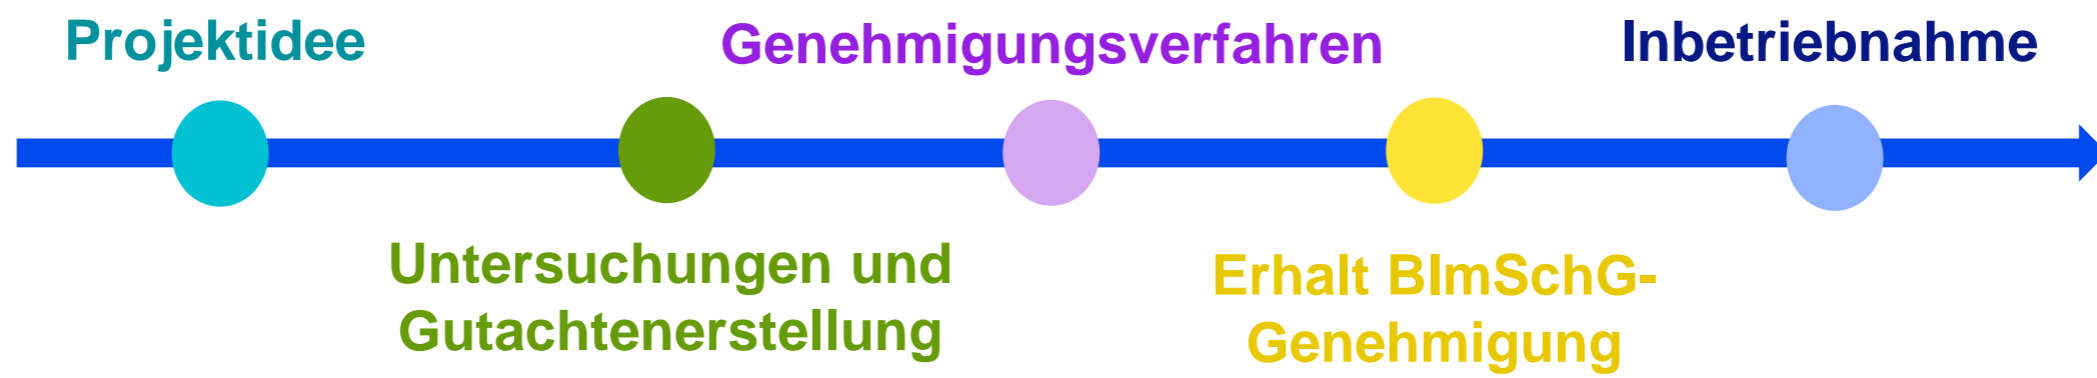 Projektidee
Genehmigungsverfahren
Inbetriebnahme
Untersuchungen und
Gutachtenerstellung
Erhalt BImSchG-
Genehmigung